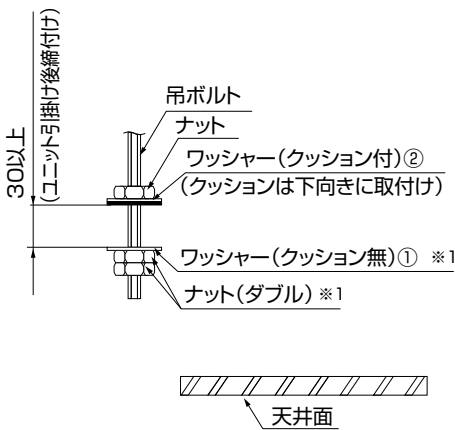 30以上
(ユニット引掛け後締付け)
吊ボルト
ナット
ワッシャー(クッション付)②
(クッションは下向きに取付け)
ワッシャー(クッション無)① ※1
ナット(ダブル) ※1
天井面